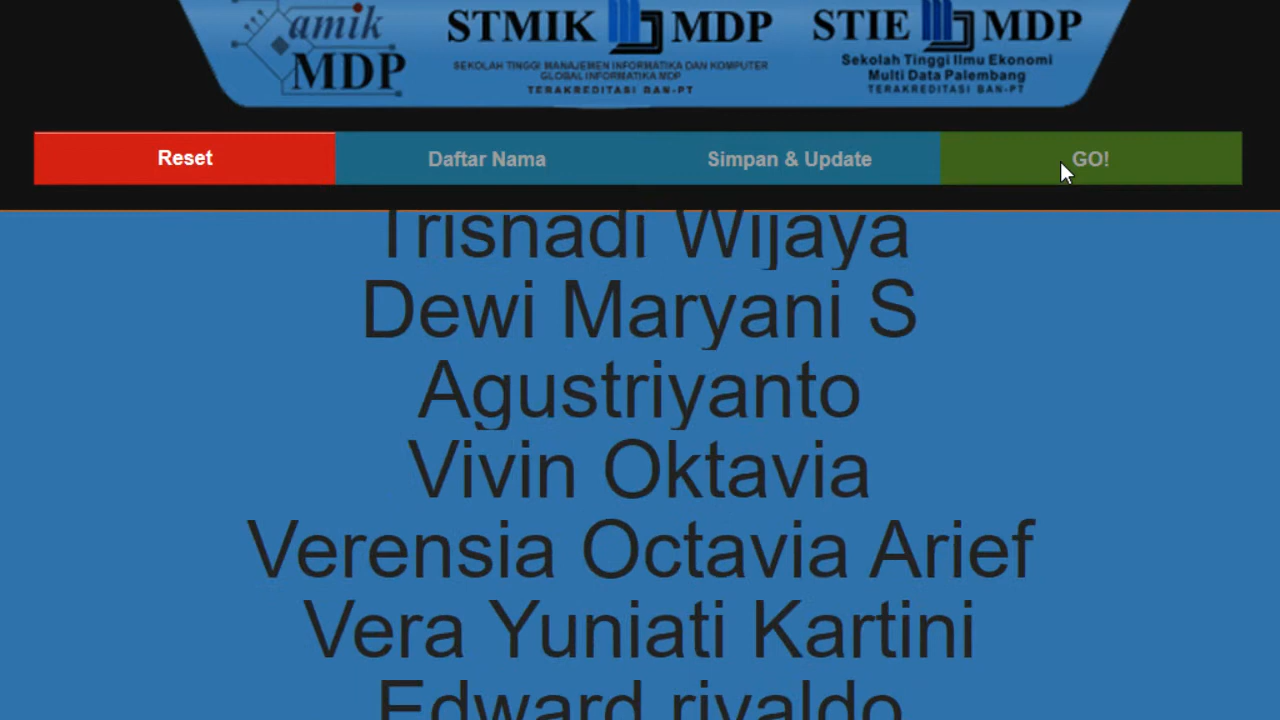 amik
MDP
STMIK MDP
SEKOLAH TINGGI MANAJEMEN INFORMATIKA DAN KOMPUTER
GLOBAL INFORMATIKA MDP
TERAKREDITASI BAN-PT
STIE MDP
Sekolah Tinggi Ilmu Ekonomi
Multi Data Palembang
TERAKREDITASI BAN-PT
Reset
Daftar Nama
Simpan & Update
GO!
Trisnadi Wijaya
Dewi Maryani S
Agustriyanto
Vivin Oktavia
Verensia Octavia Arief
Vera Yuniati Kartini
Edward rivaldo